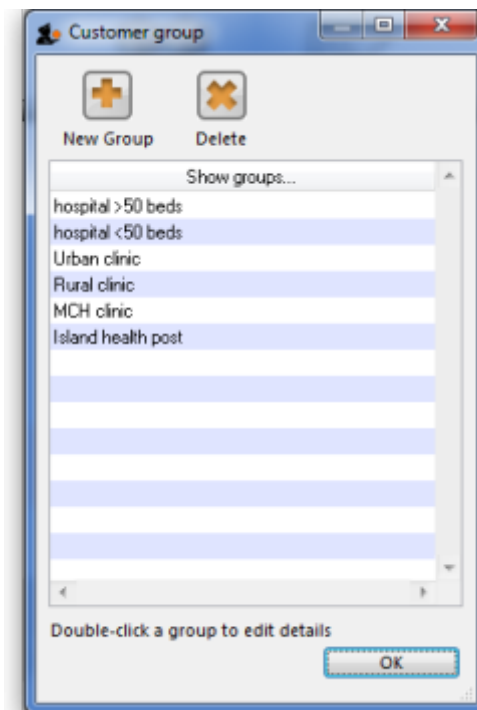 Customer group
New Group Delete
Show groups...
hospital >50 beds
hospital <50 beds
Urban clinic
Rural clinic
MCH clinic
Island health post
Double-click a group to edit details
OK